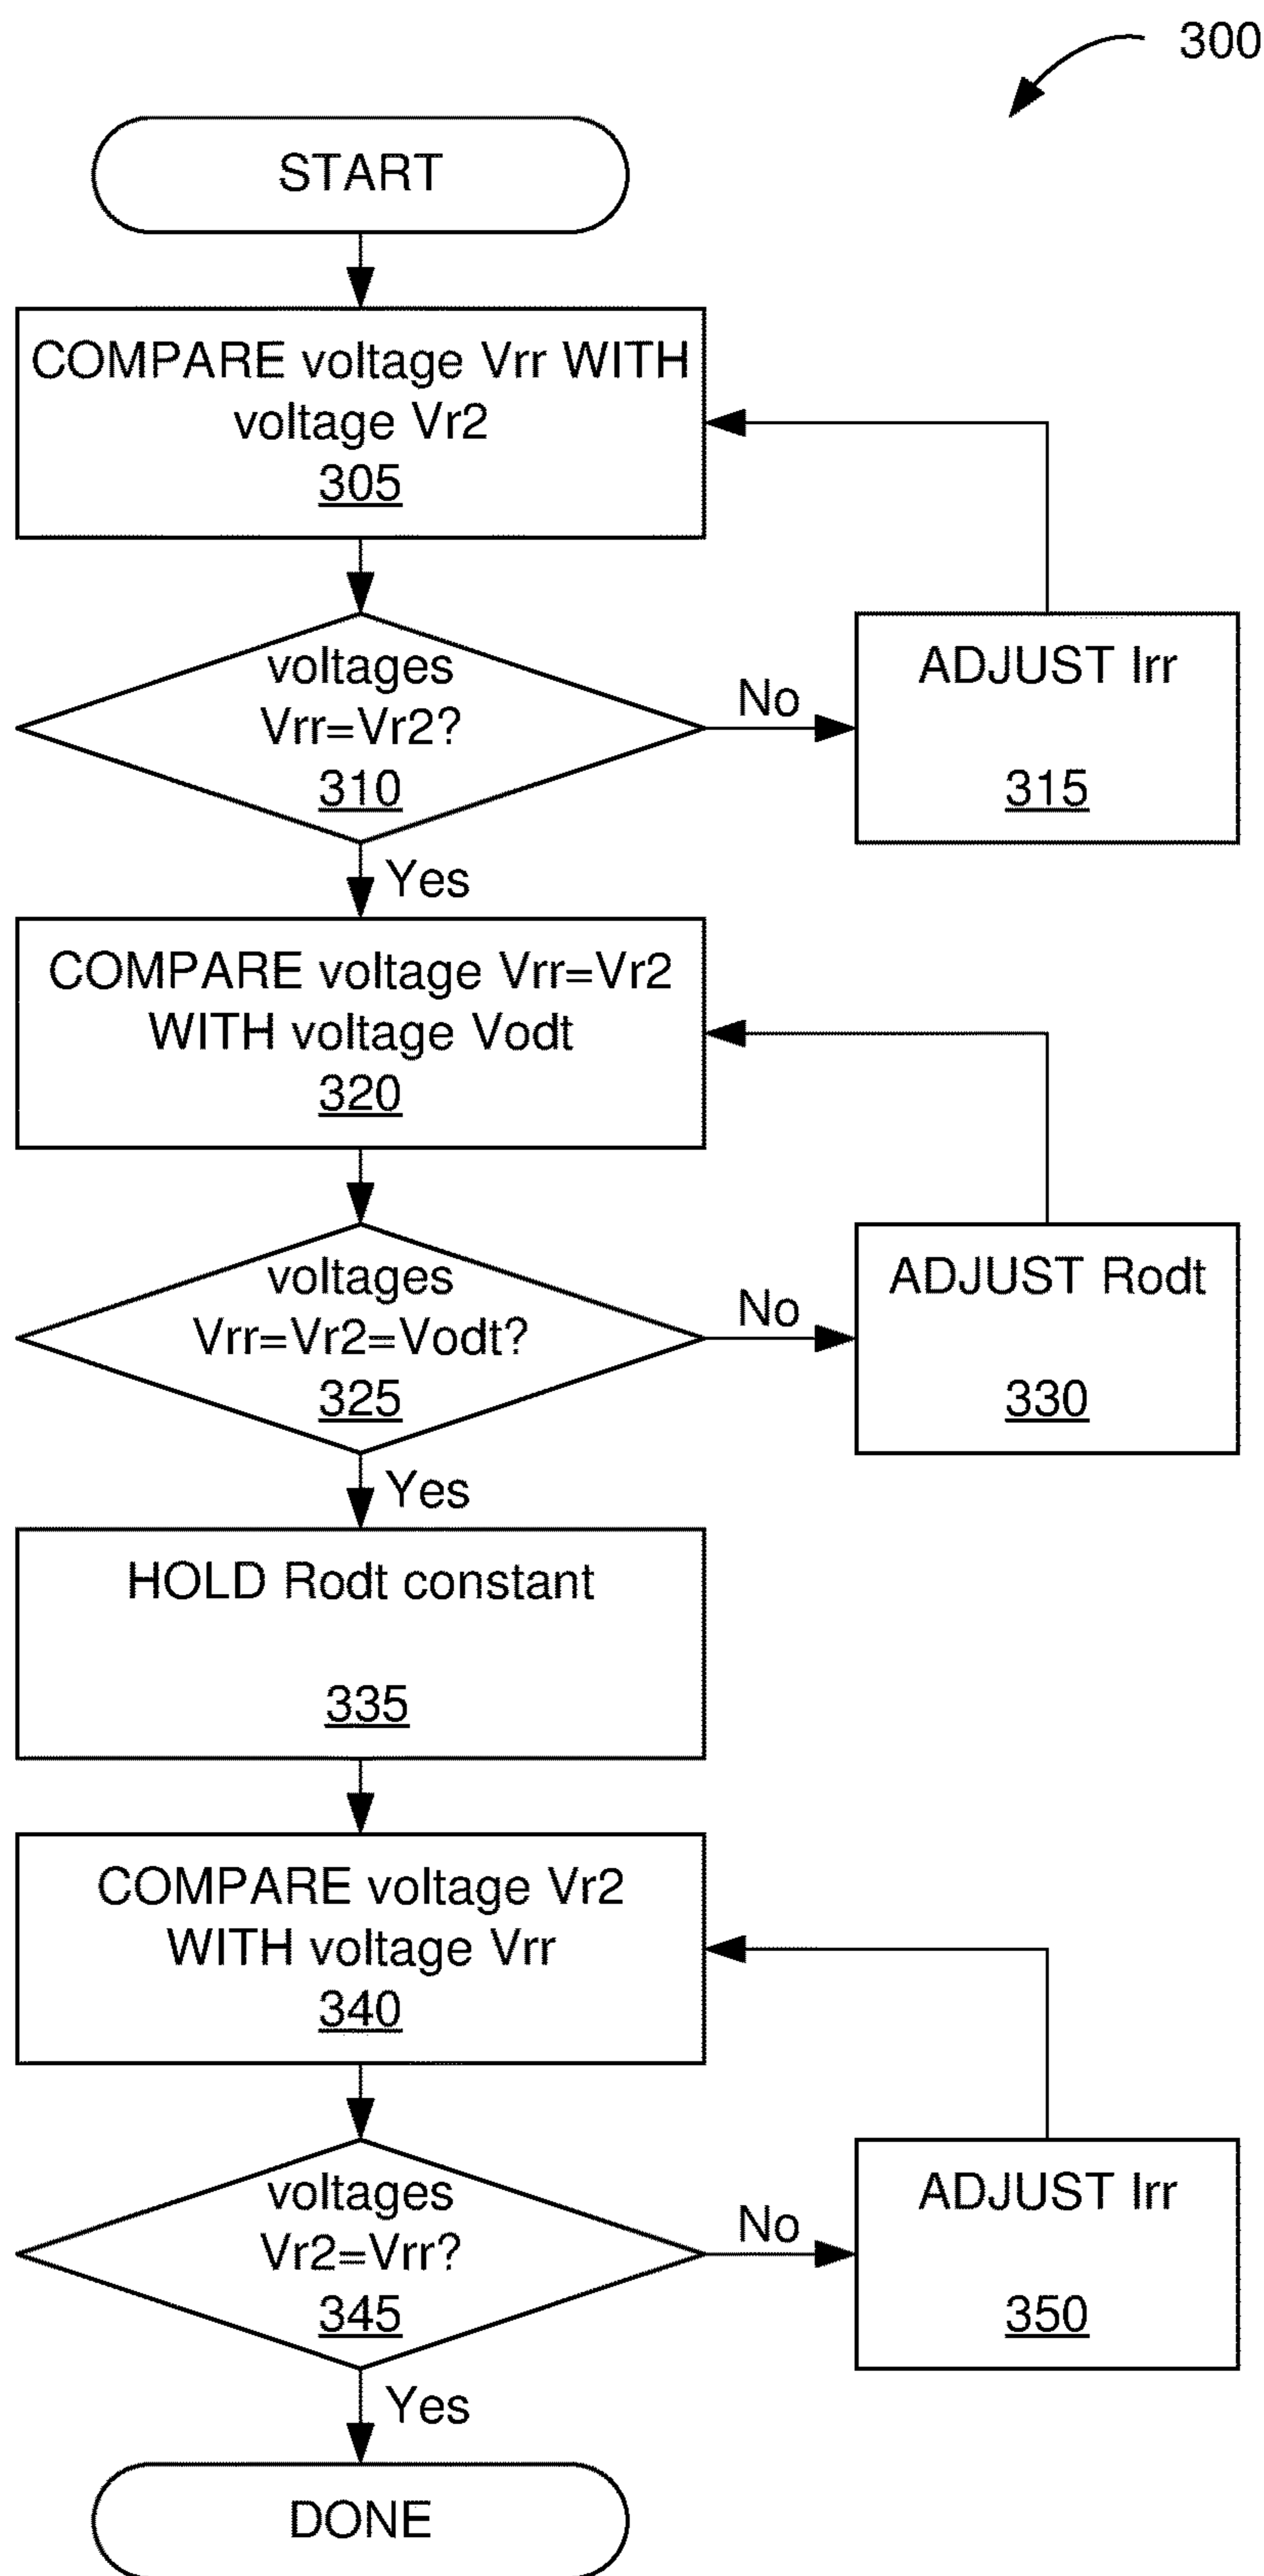 300
START
COMPARE voltage Vrr WITH
voltage Vr2
305
voltages
Vrr=Vr2?
310
No
ADJUST Irr
315
Yes
COMPARE voltage Vrr=Vr2
WITH voltage Vodt
320
voltages
Vrr=Vr2=Vodt?
325
No
ADJUST Rodt
330
Yes
HOLD Rodt constant
335
COMPARE voltage Vr2
WITH voltage Vrr
340
voltages
Vr2=Vrr?
345
No
ADJUST Irr
350
Yes
DONE